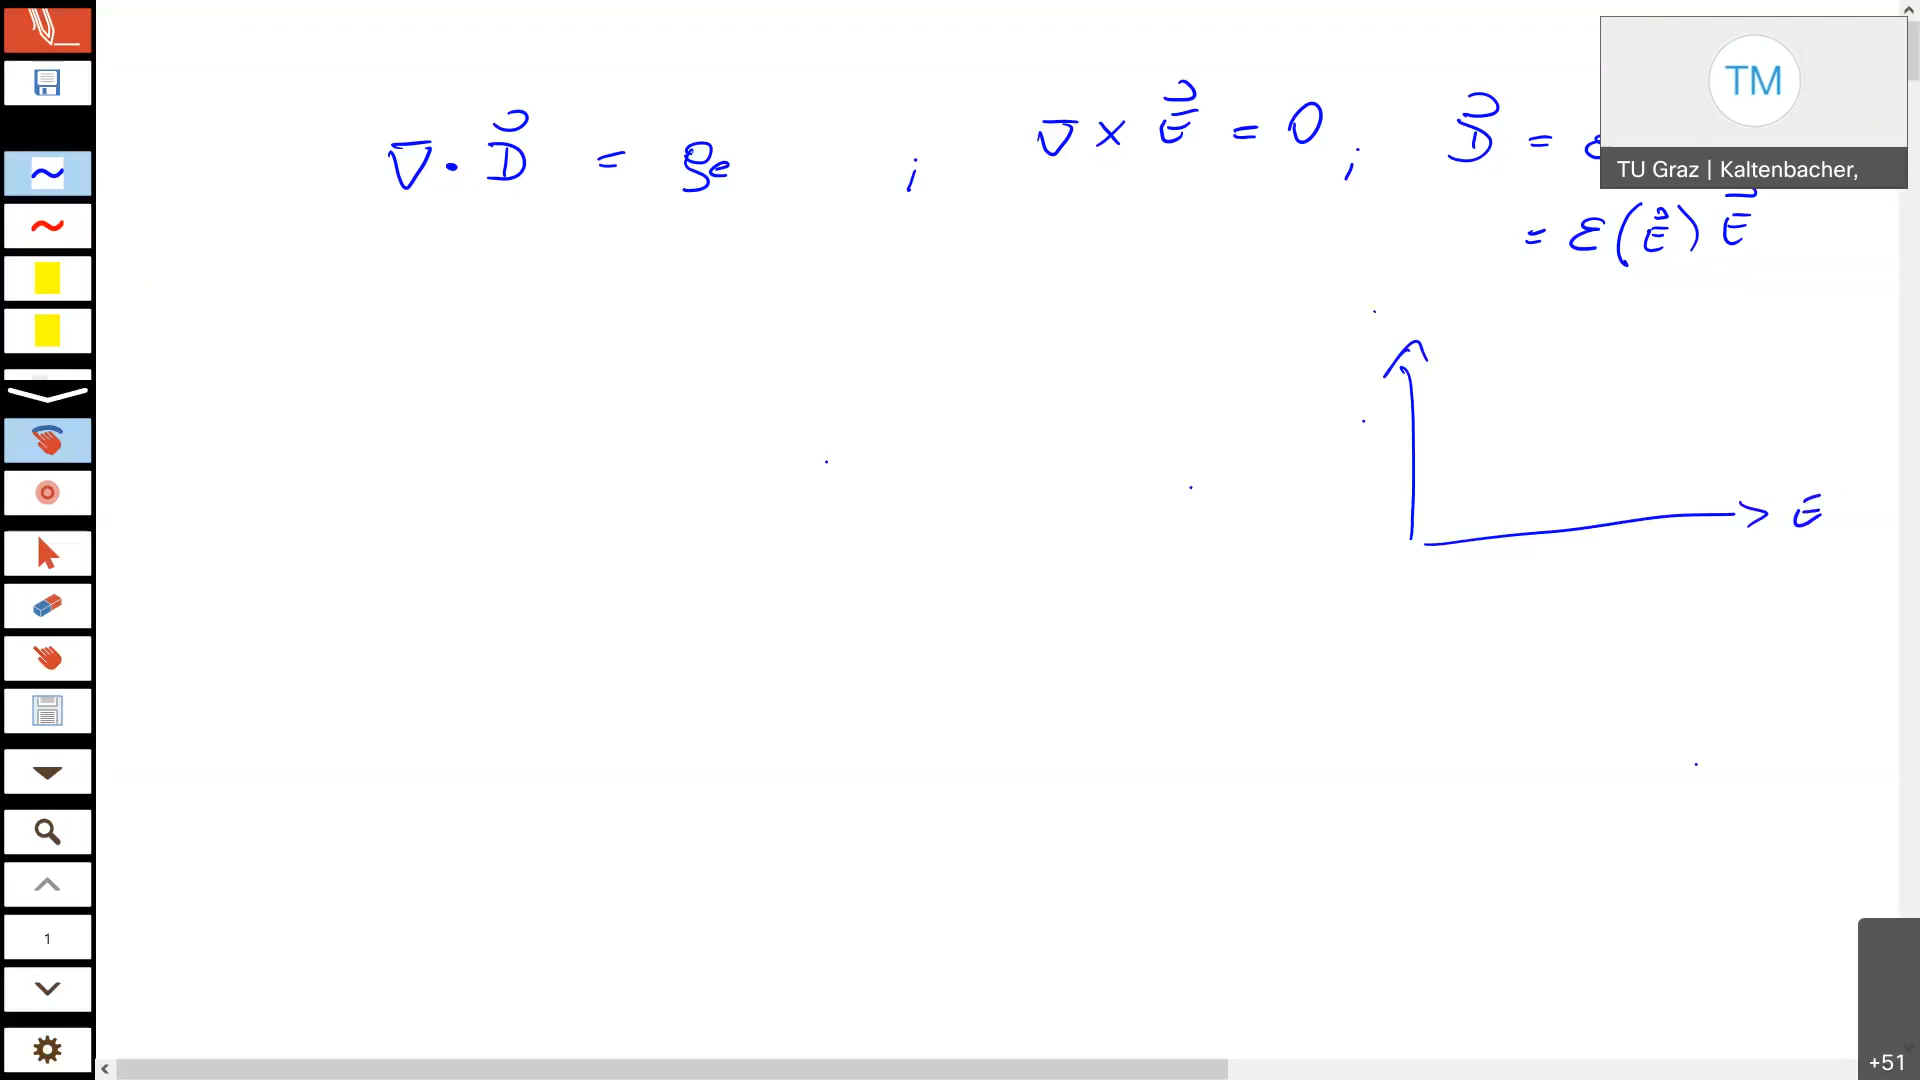 ∇ · D⃗ = ρe ; ∇ × E⃗ = 0 ; D⃗ = ε
= ε(E⃗) E⃗
E
TM
TU Graz | Kaltenbacher,
1
+51